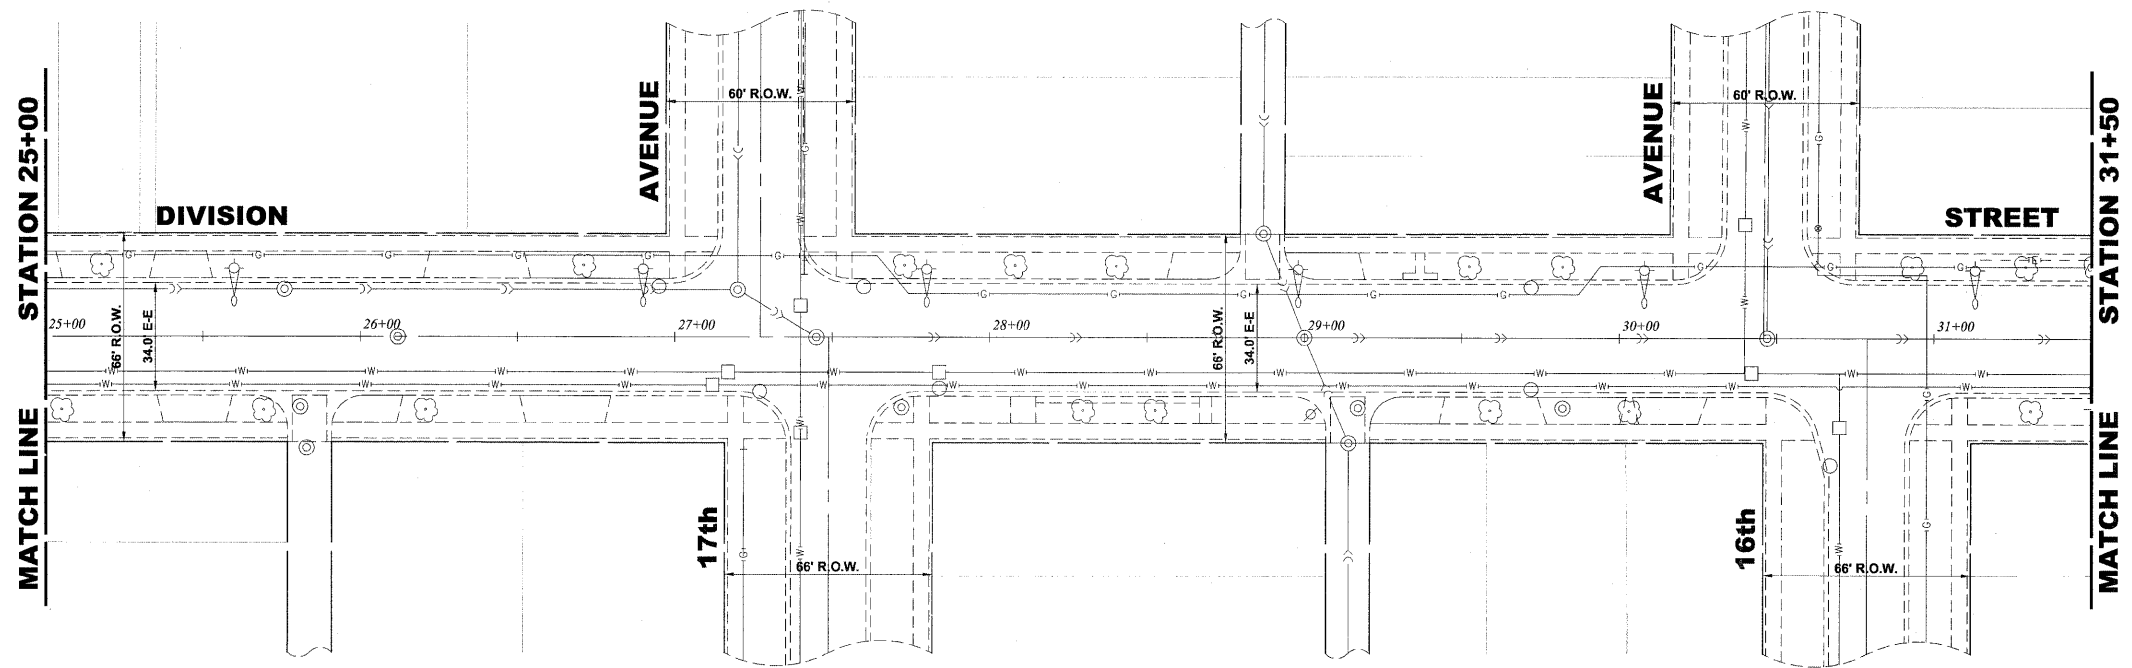 MATCH LINE STATION 25+00
DIVISION
AVENUE
60' R.O.W.
AVENUE
60' R.O.W.
STREET
MATCH LINE STATION 31+50
66' R.O.W.
34.0' E-E
66' R.O.W.
34.0' E-E
25+00
26+00
27+00
28+00
29+00
30+00
31+00
17th
66' R.O.W.
16th
66' R.O.W.